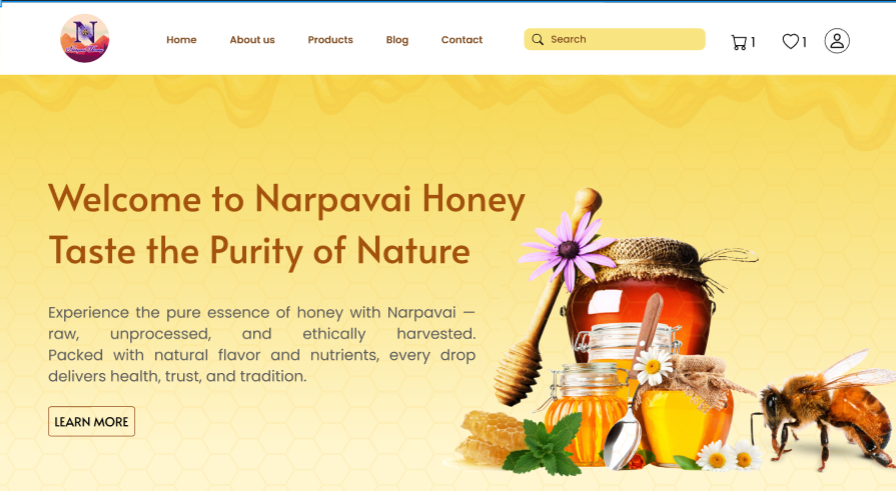 N
Home
About us
Products
Blog
Contact
Search
1
1
Welcome to Narpavai Honey
Taste the Purity of Nature
Experience the pure essence of honey with Narpavai —
raw, unprocessed, and ethically harvested.
Packed with natural flavor and nutrients, every drop
delivers health, trust, and tradition.
LEARN MORE